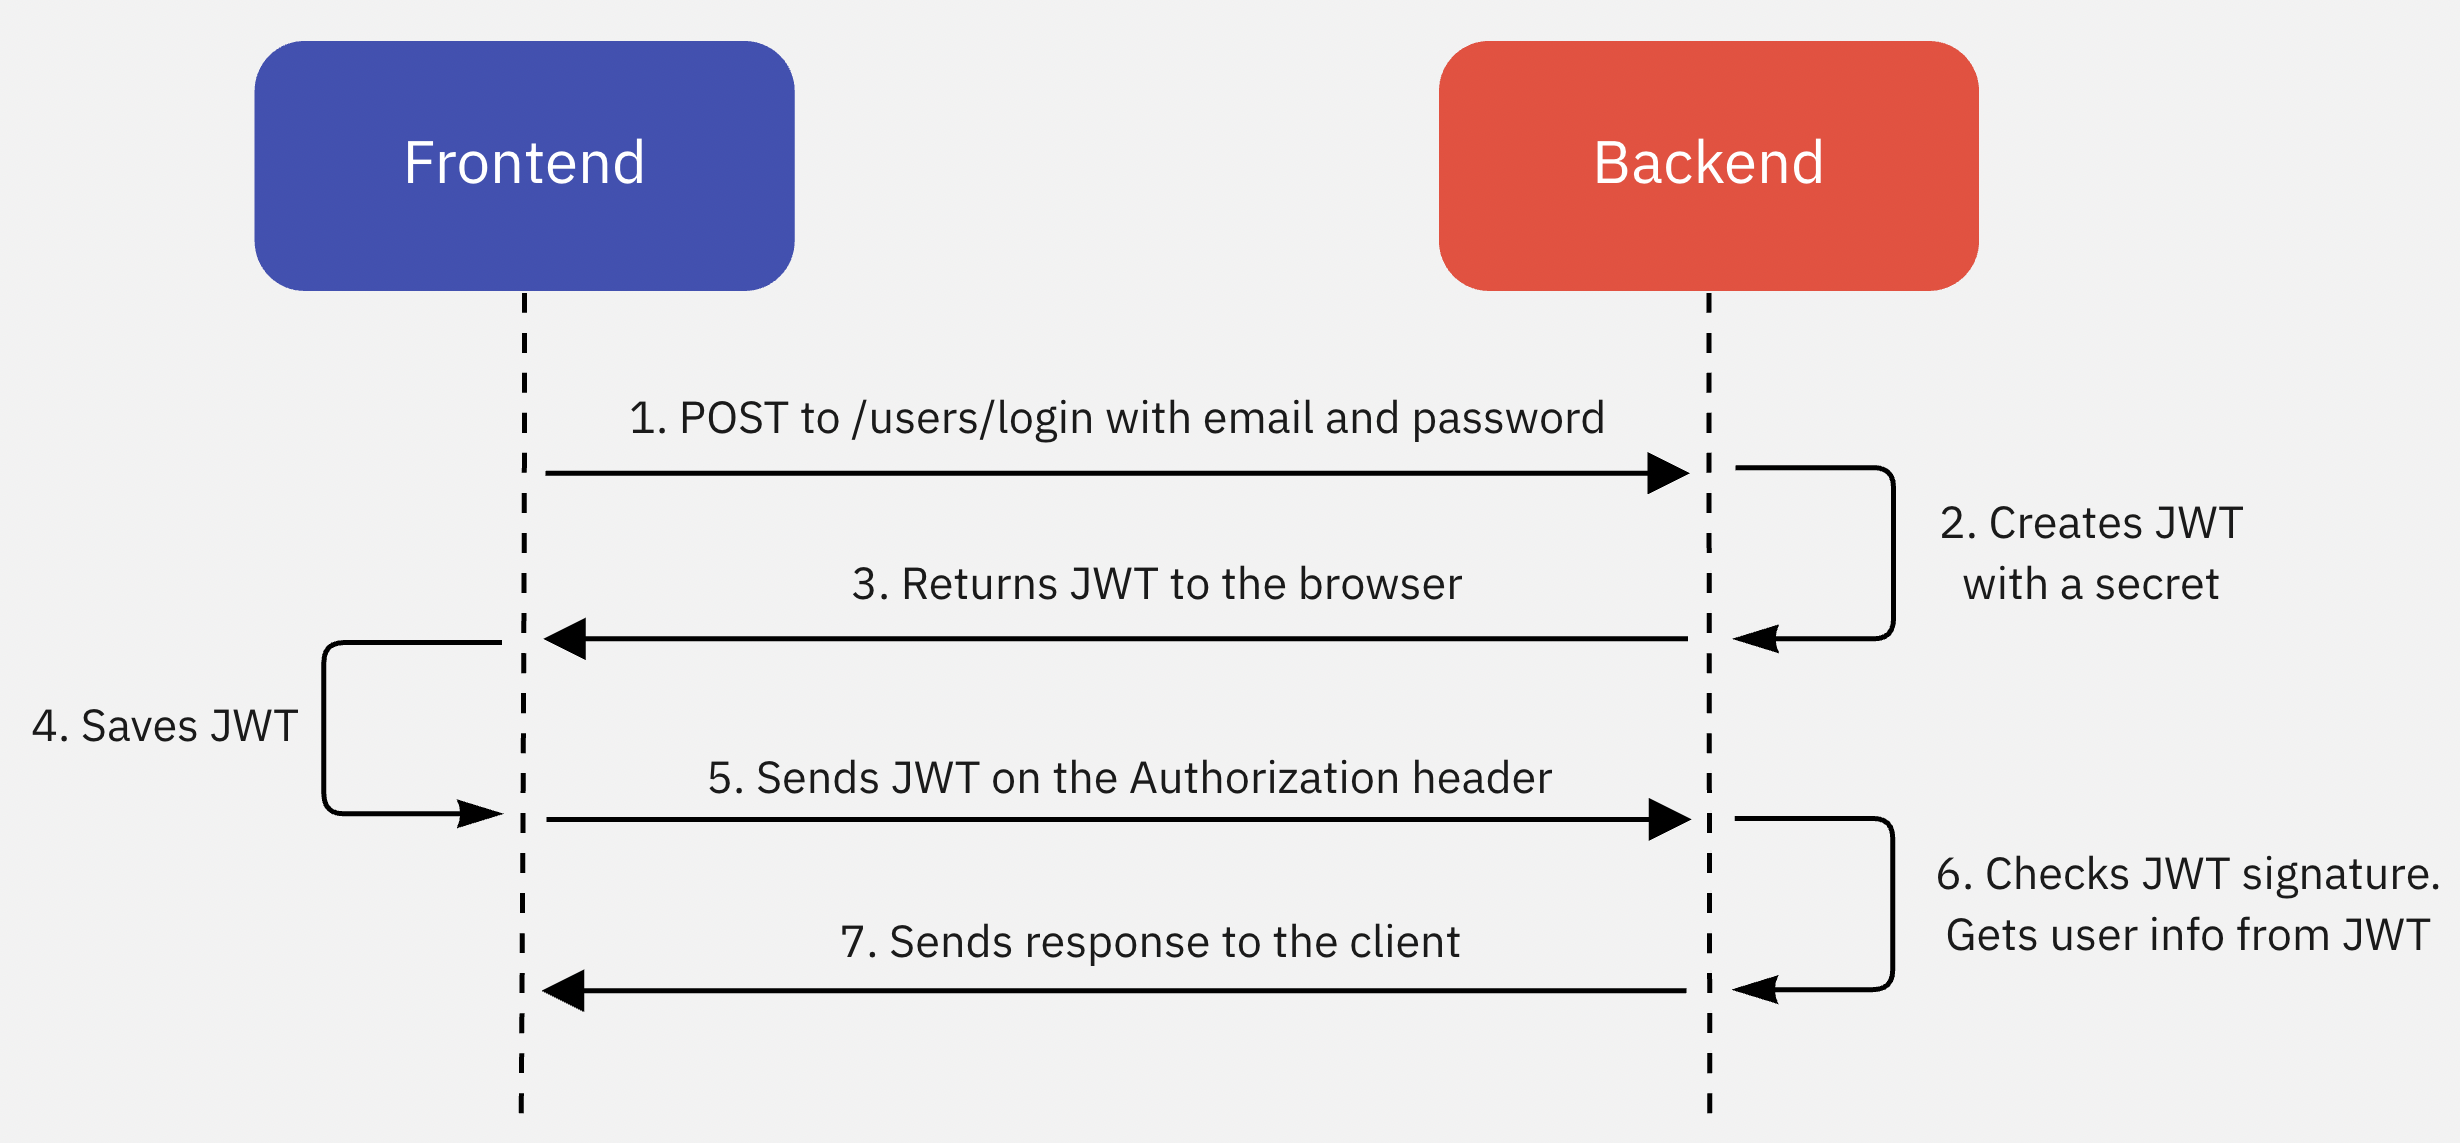 Frontend
Backend
1. POST to /users/login with email and password
2. Creates JWT
with a secret
3. Returns JWT to the browser
4. Saves JWT
5. Sends JWT on the Authorization header
6. Checks JWT signature.
Gets user info from JWT
7. Sends response to the client